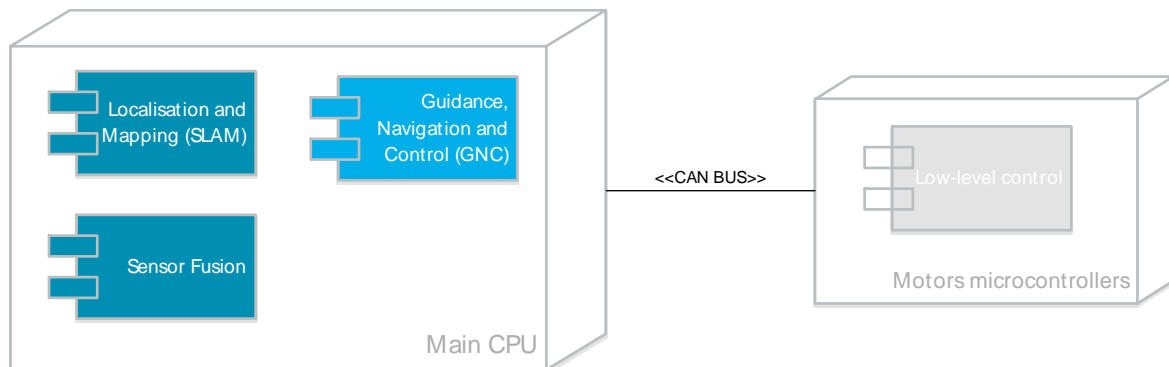 Localisation and
Mapping (SLAM)
Guidance,
Navigation and
Control (GNC)
Sensor Fusion
Main CPU
<<CAN BUS>>
Low-level control
Motors microcontrollers